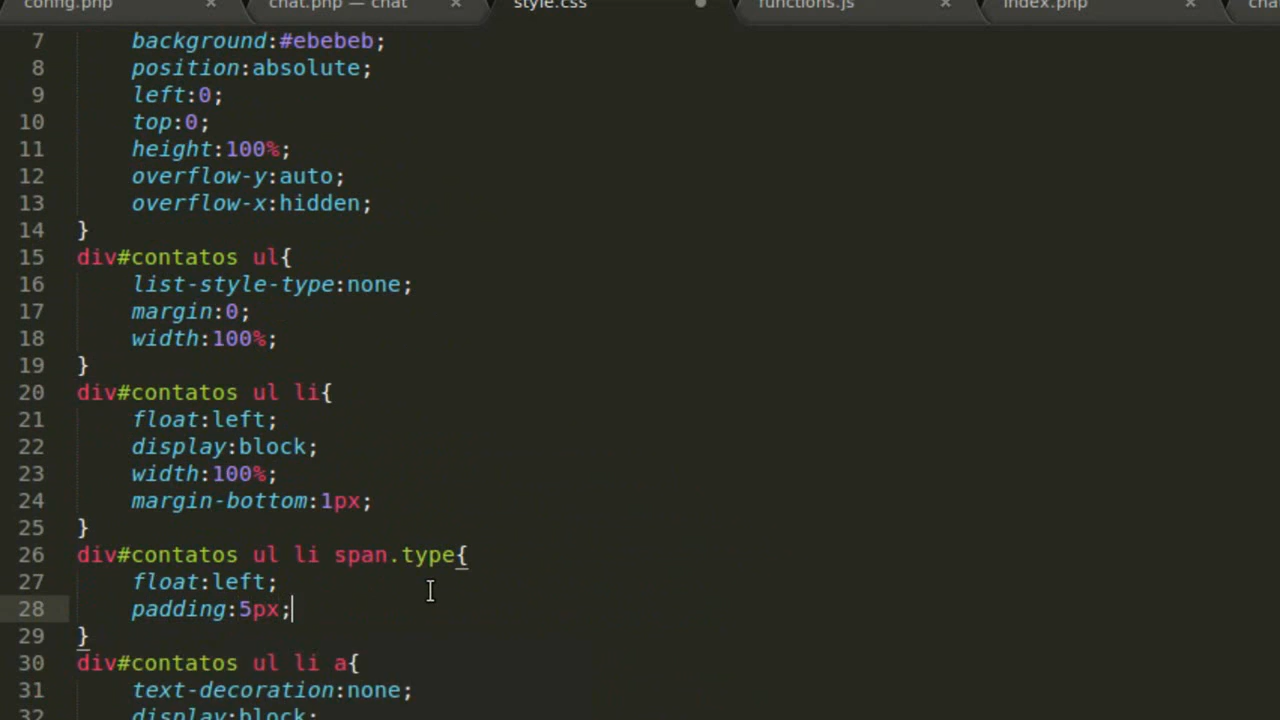 config.php × chat.php — chat × style.css functions.js × index.php × cha
7 background:#ebebeb;
8 position:absolute;
9 left:0;
10 top:0;
11 height:100%;
12 overflow-y:auto;
13 overflow-x:hidden;
14 }
15 div#contatos ul{
16 list-style-type:none;
17 margin:0;
18 width:100%;
19 }
20 div#contatos ul li{
21 float:left;
22 display:block;
23 width:100%;
24 margin-bottom:1px;
25 }
26 div#contatos ul li span.type{
27 float:left;
28 padding:5px;
29 }
30 div#contatos ul li a{
31 text-decoration:none;
32 display:block;